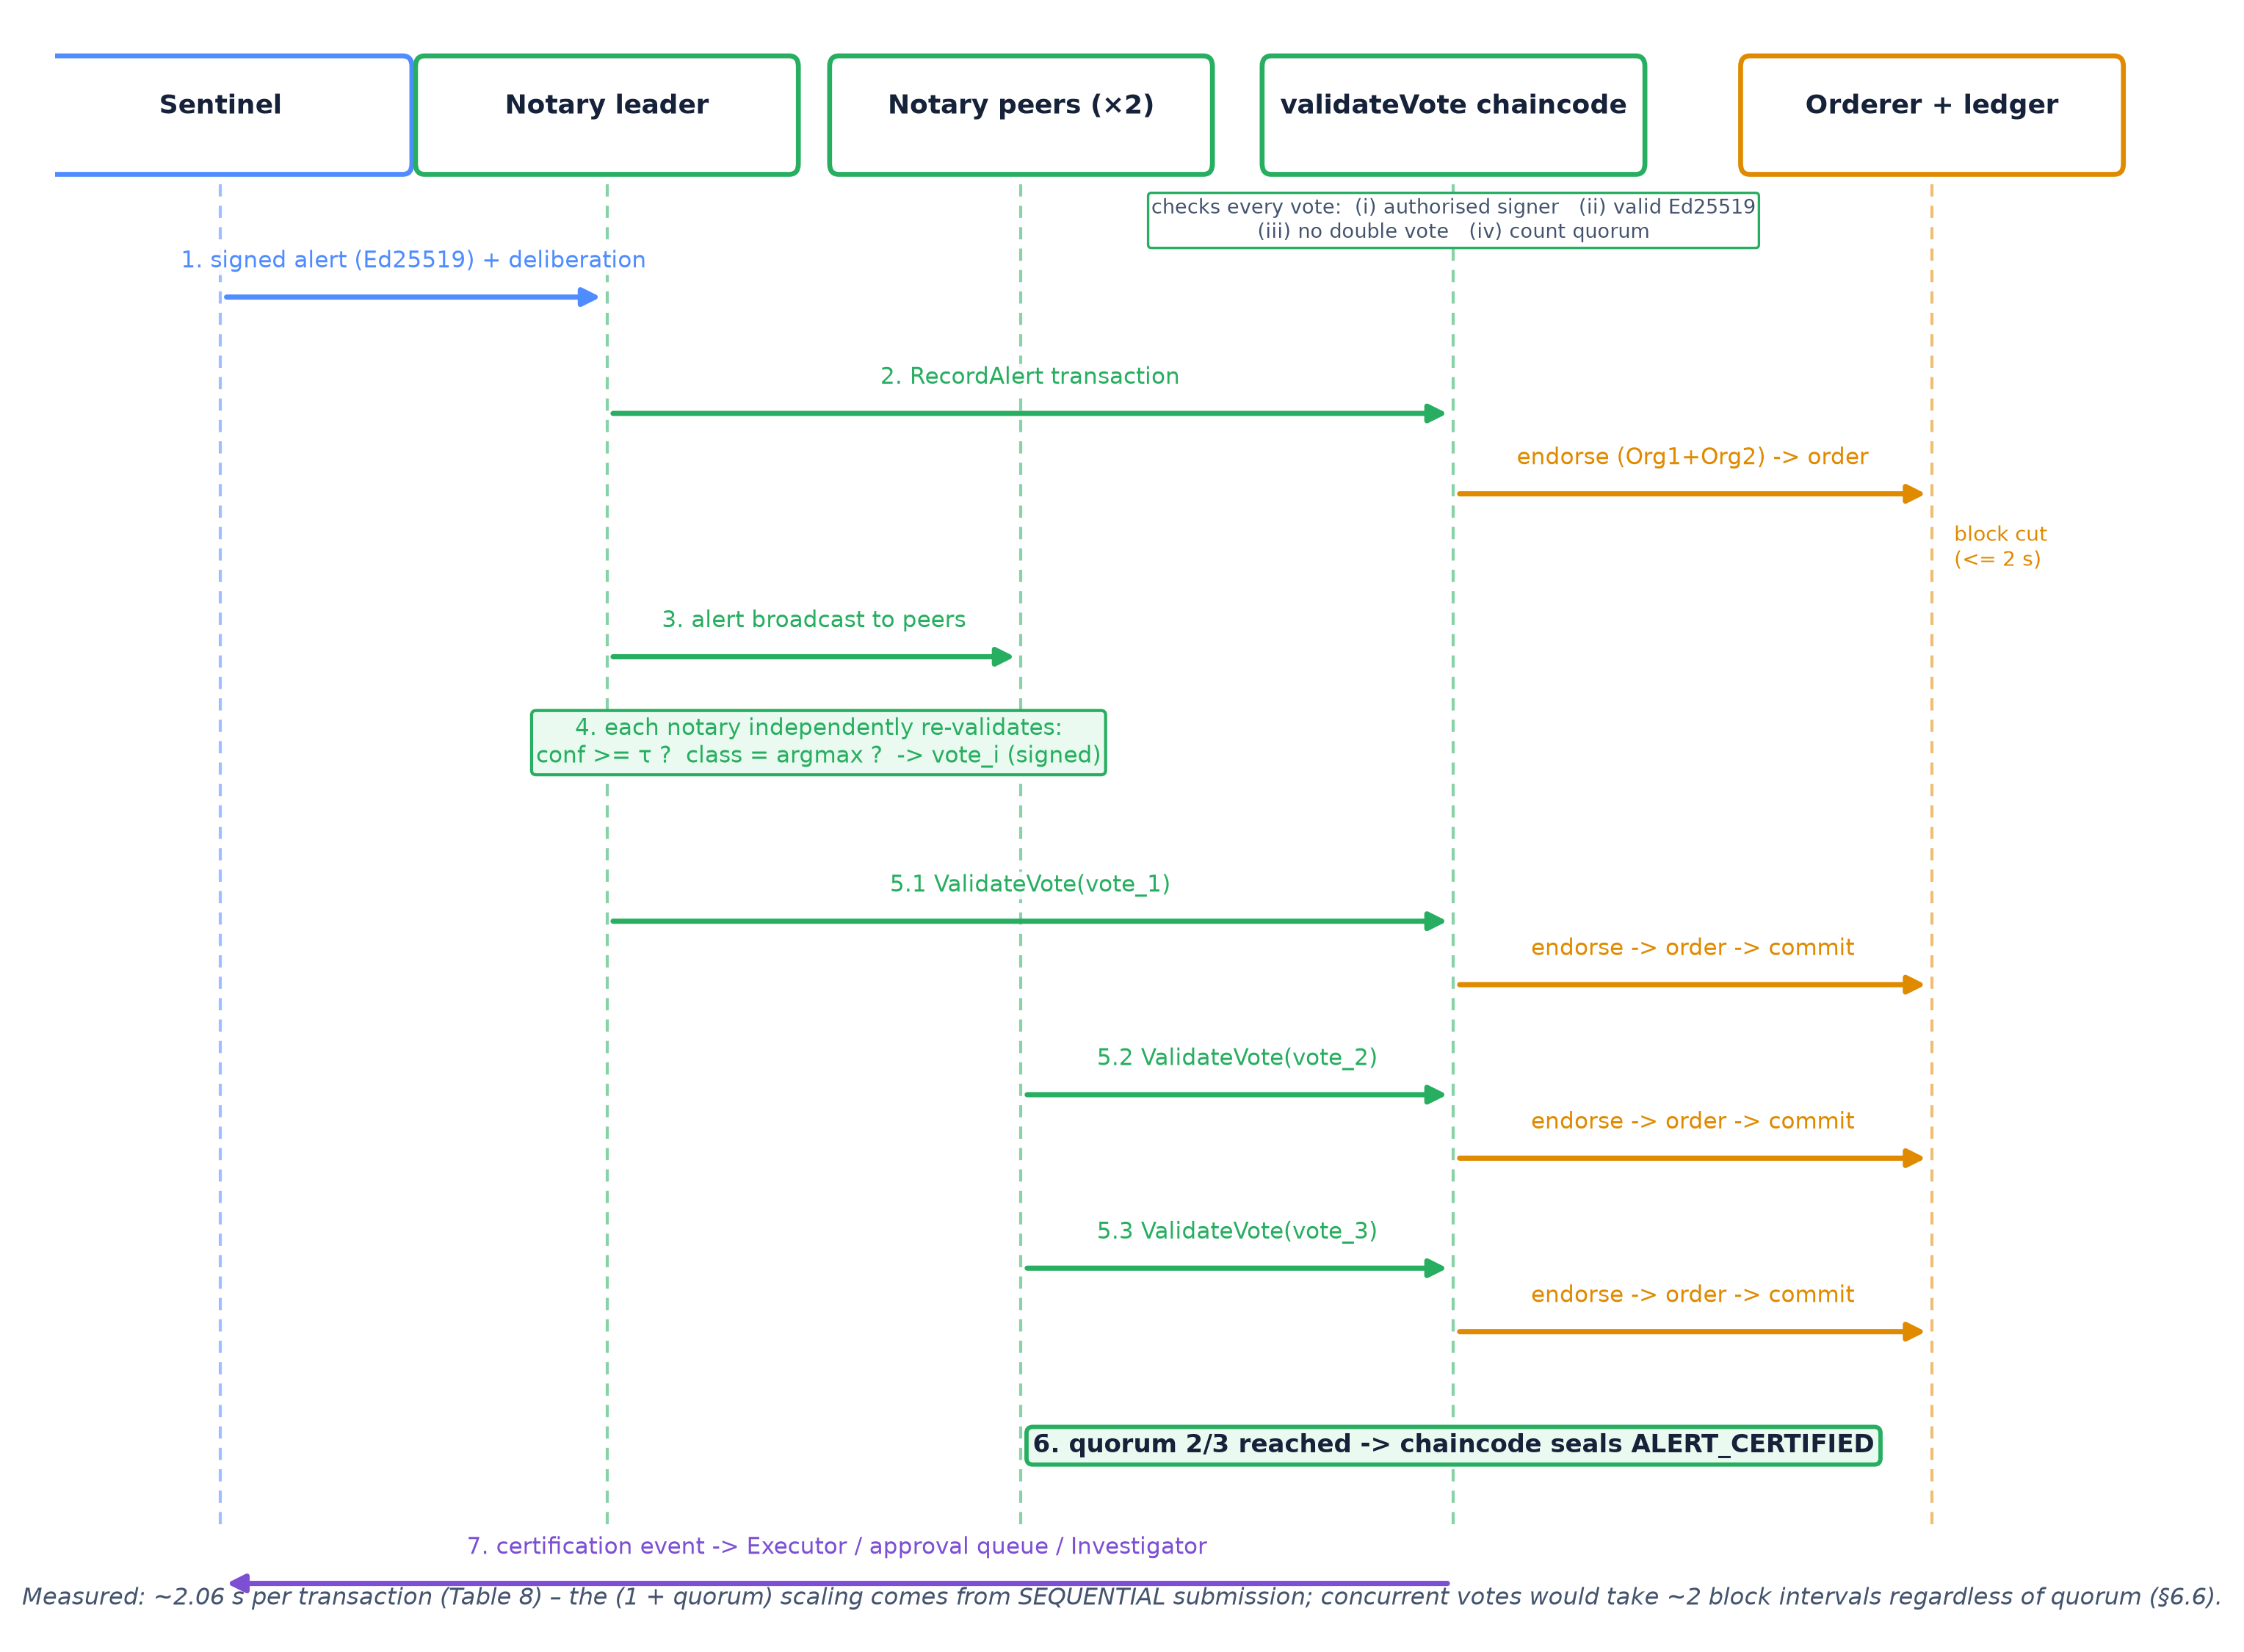 Sentinel
Notary leader
Notary peers (×2)
validateVote chaincode
Orderer + ledger
checks every vote:  (i) authorised signer   (ii) valid Ed25519
(iii) no double vote   (iv) count quorum
1. signed alert (Ed25519) + deliberation
2. RecordAlert transaction
endorse (Org1+Org2) -> order
block cut
(<= 2 s)
3. alert broadcast to peers
4. each notary independently re-validates:
conf >= τ ?  class = argmax ?  -> vote_i (signed)
5.1 ValidateVote(vote_1)
endorse -> order -> commit
5.2 ValidateVote(vote_2)
endorse -> order -> commit
5.3 ValidateVote(vote_3)
endorse -> order -> commit
6. quorum 2/3 reached -> chaincode seals ALERT_CERTIFIED
7. certification event -> Executor / approval queue / Investigator
Measured: ~2.06 s per transaction (Table 8) – the (1 + quorum) scaling comes from SEQUENTIAL submission; concurrent votes would take ~2 block intervals regardless of quorum (§6.6).